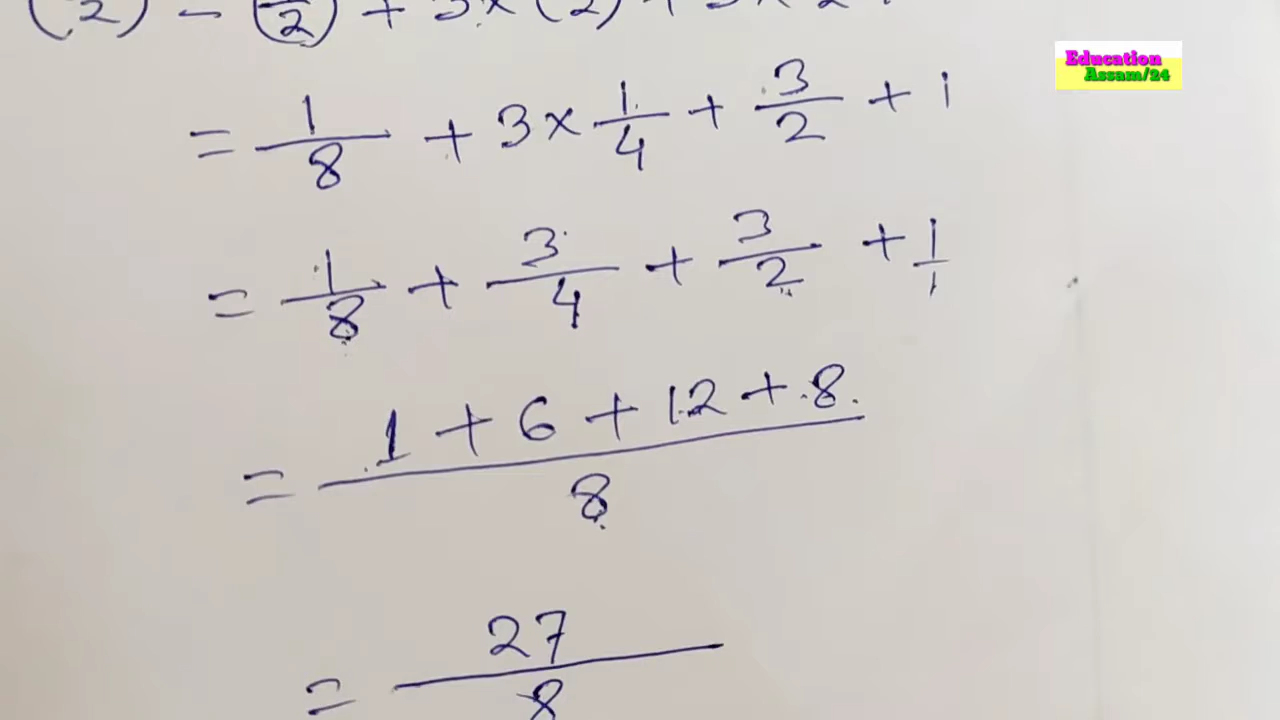 = 1/8 + 3 × 1/4 + 3/2 + 1
= 1/8 + 3/4 + 3/2 + 1/1
= (1 + 6 + 12 + 8)/8
= 27/8
Education
Assam/24